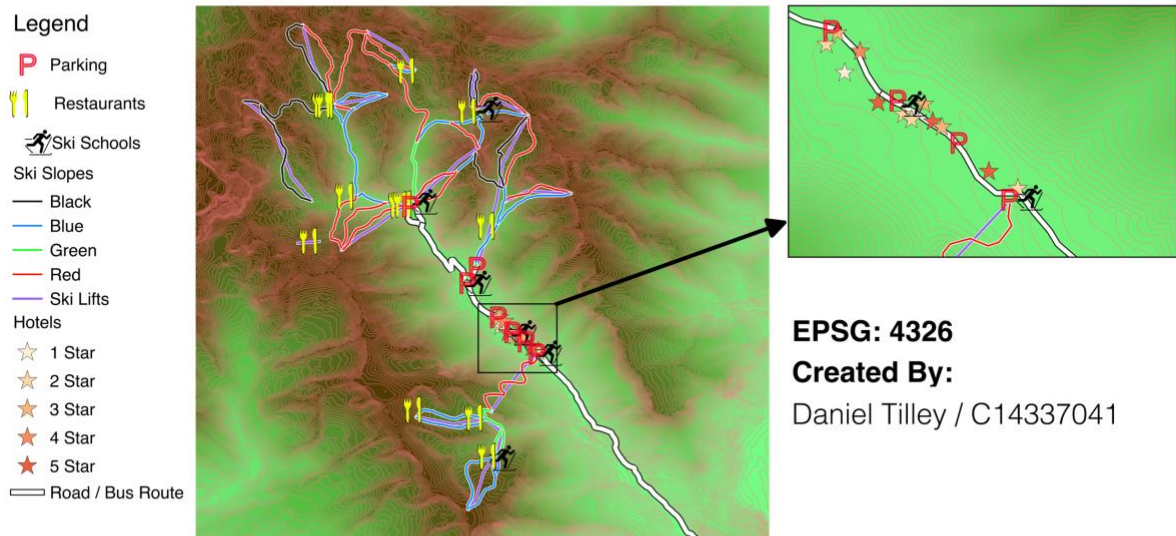 Legend
P Parking
Restaurants
Ski Schools
Ski Slopes
Black
Blue
Green
Red
Ski Lifts
Hotels
1 Star
2 Star
3 Star
4 Star
5 Star
Road / Bus Route
P
P
P
P
P
P
P
P
P
P
P
EPSG: 4326
Created By:
Daniel Tilley / C14337041